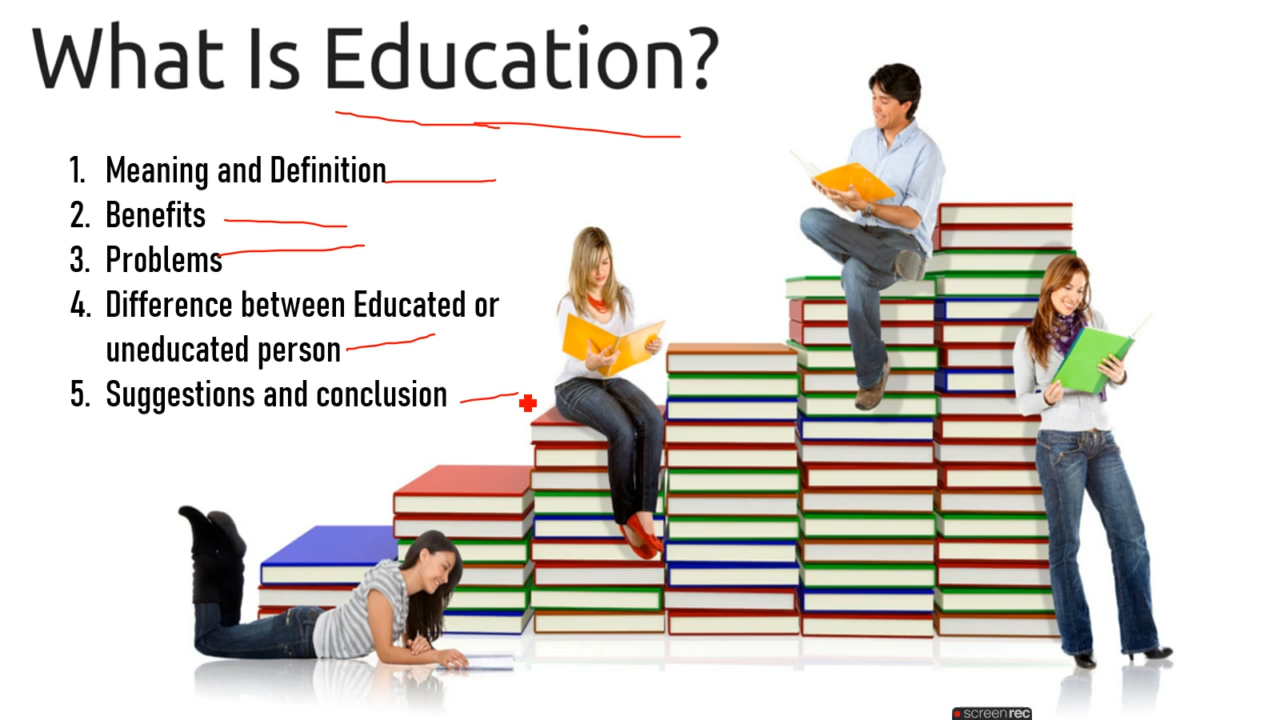 What Is Education?
1. Meaning and Definition
2. Benefits
3. Problems
4. Difference between Educated or
uneducated person
5. Suggestions and conclusion
screenrec